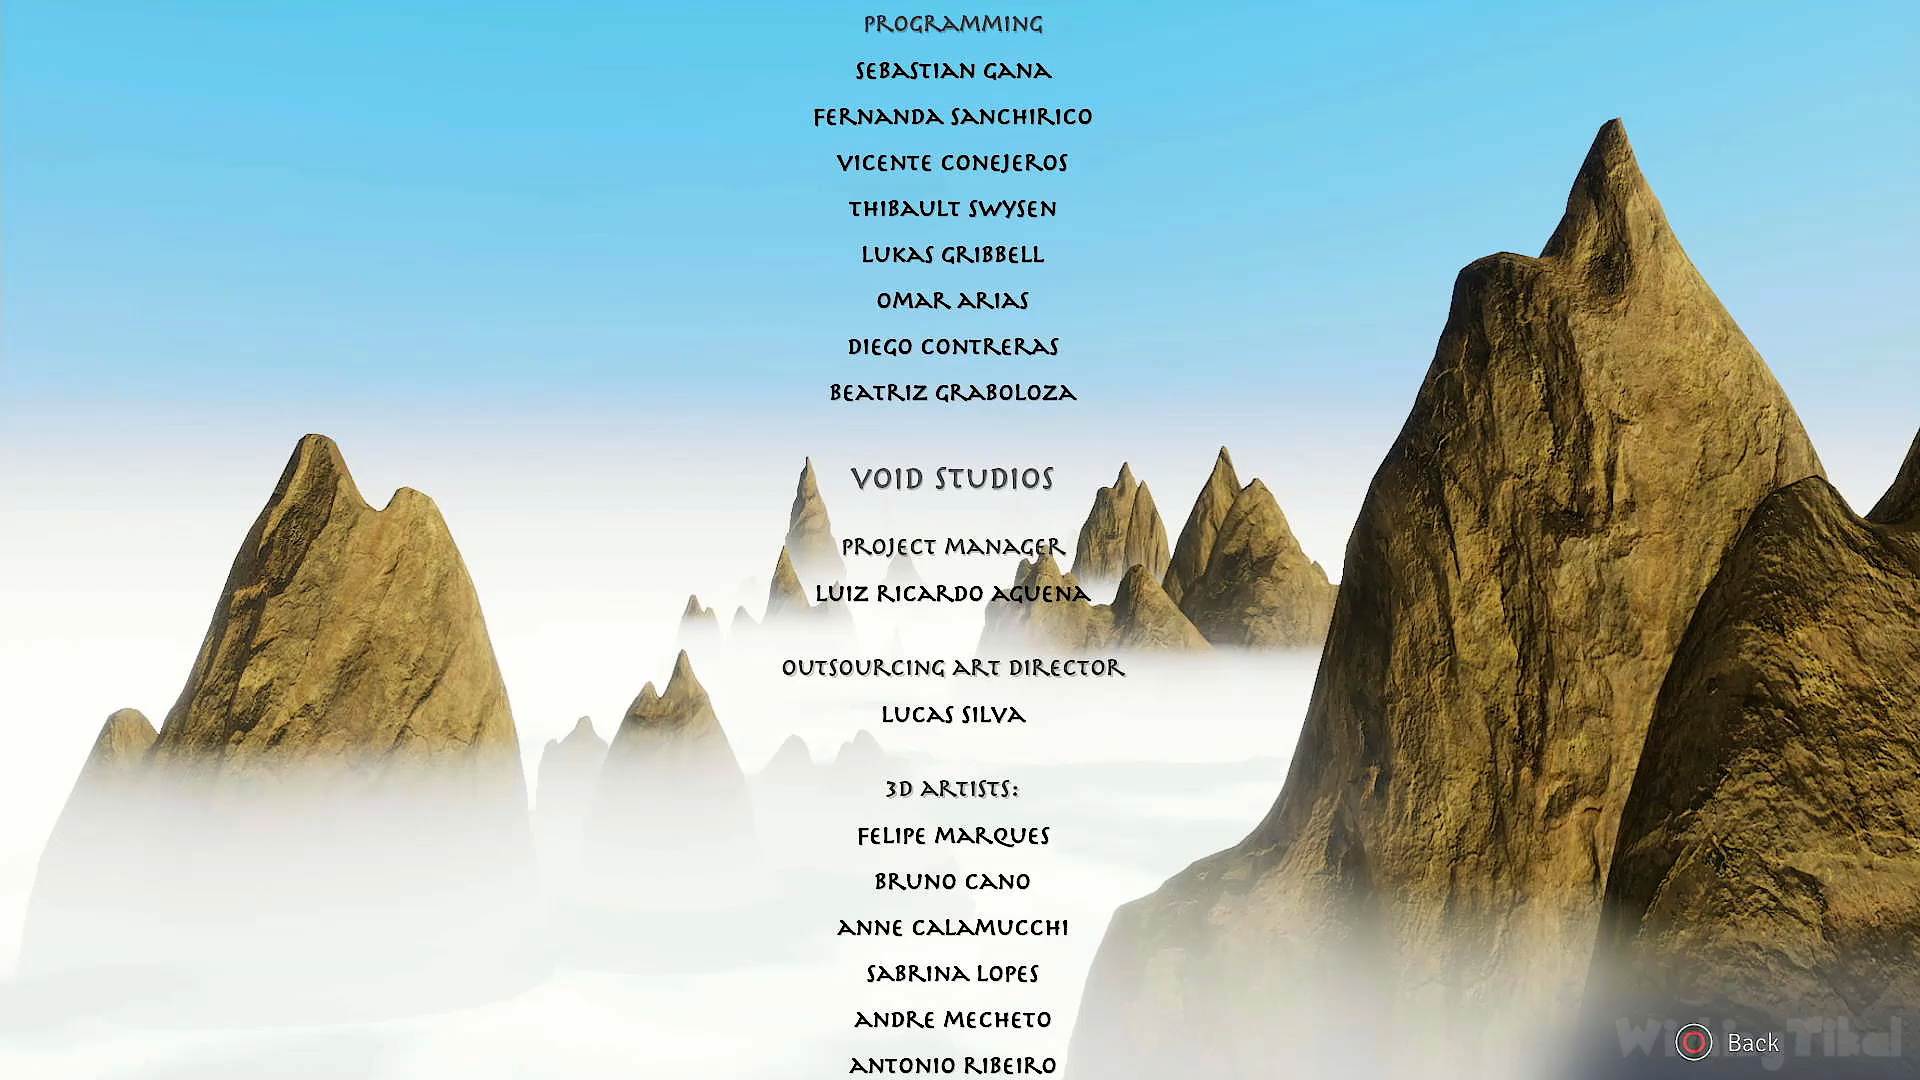 PROGRAMMING
SEBASTIAN GANA
FERNANDA SANCHIRICO
VICENTE CONEJEROS
THIBAULT SWYSEN
LUKAS GRIBBELL
OMAR ARIAS
DIEGO CONTRERAS
BEATRIZ GRABOLOZA
VOID STUDIOS
PROJECT MANAGER
LUIZ RICARDO AGUENA
OUTSOURCING ART DIRECTOR
LUCAS SILVA
3D ARTISTS:
FELIPE MARQUES
BRUNO CANO
ANNE CALAMUCCHI
SABRINA LOPES
ANDRE MECHETO
ANTONIO RIBEIRO
Back